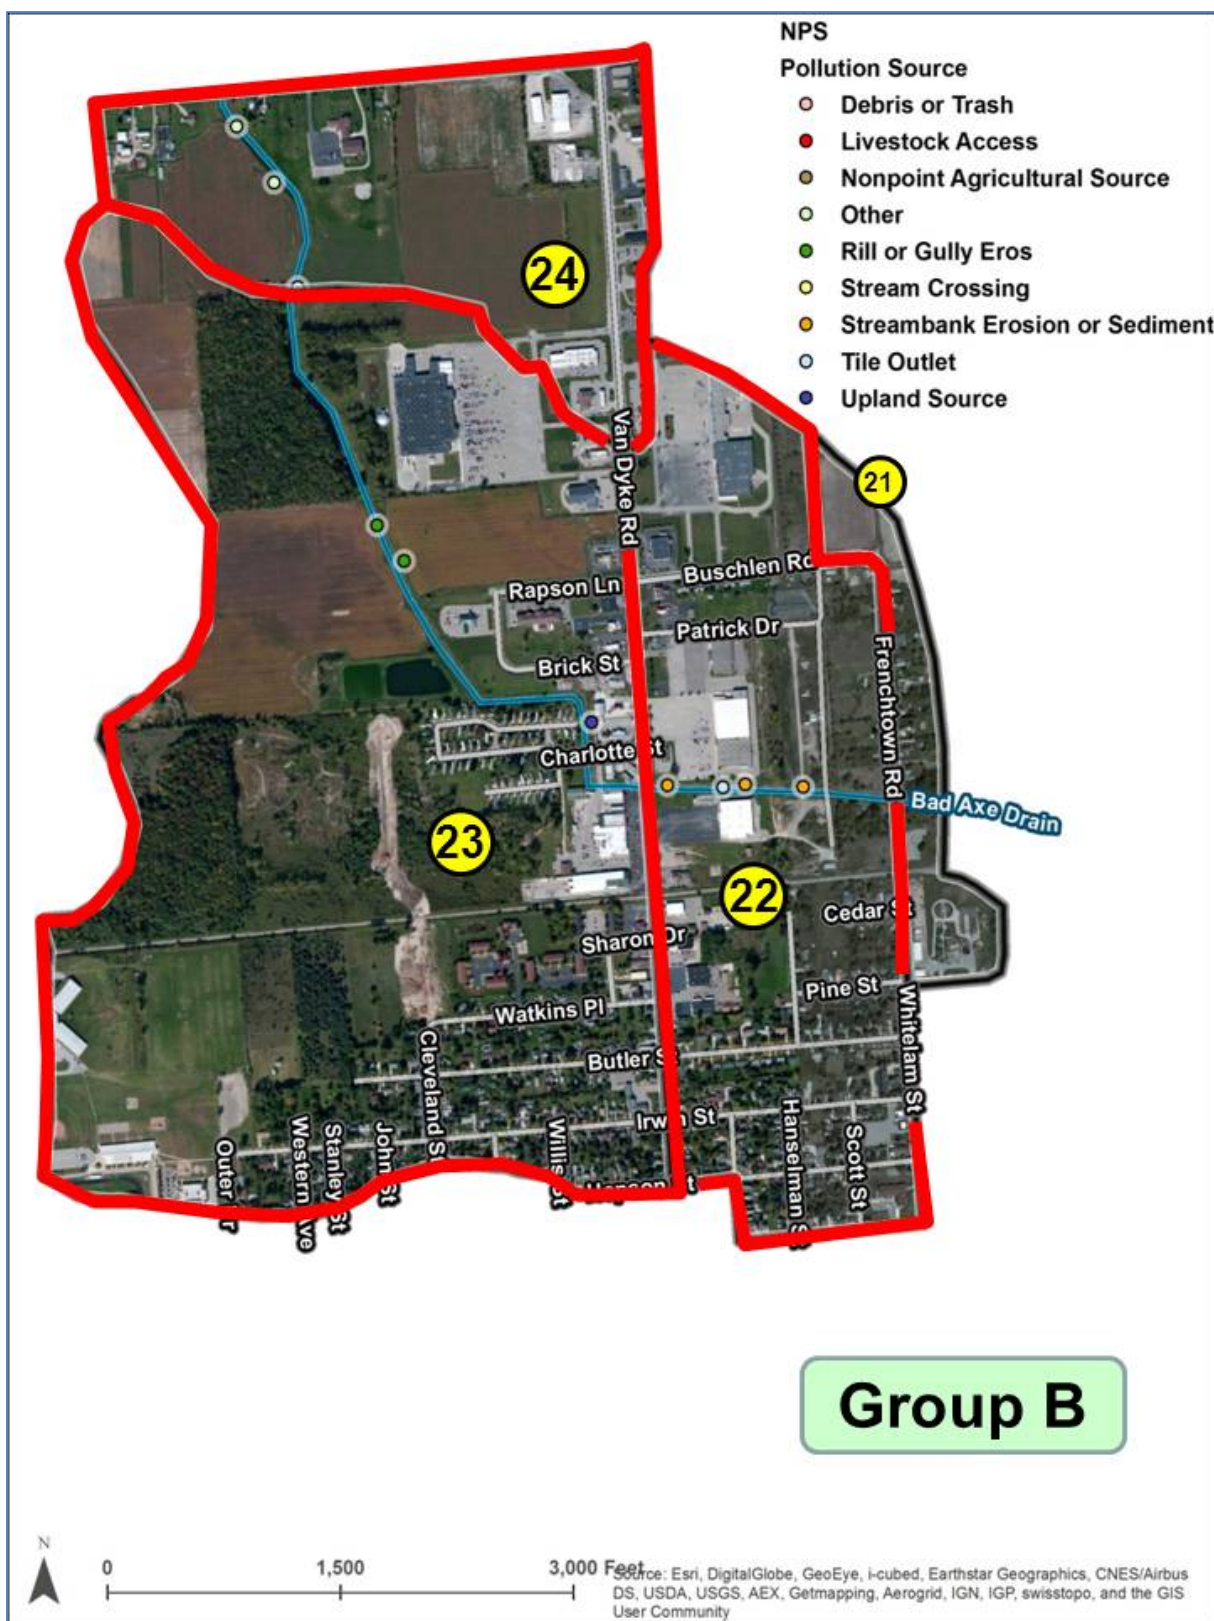 NPS
Pollution Source
Debris or Trash
Livestock Access
Nonpoint Agricultural Source
Other
Rill or Gully Eros
Stream Crossing
Streambank Erosion or Sediment
Tile Outlet
Upland Source
24
Van Dyke Rd
21
Buschlen Rd
Rapson Ln
Patrick Dr
Brick St
Frenchtown Rd
Charlotte St
Bad Axe Drain
23
22
Cedar St
Sharon Dr
Pine St
Watkins Pl
Whitelam St
Butler St
Cleveland St
Irwin St
Hanselman St
Scott St
Outer Dr
Western Ave
Stanley St
John St
Willis St
Group B
N
0 1,500 3,000 Feet
Source: Esri, DigitalGlobe, GeoEye, i-cubed, Earthstar Geographics, CNES/Airbus
DS, USDA, USGS, AEX, Getmapping, Aerogrid, IGN, IGP, swisstopo, and the GIS
User Community